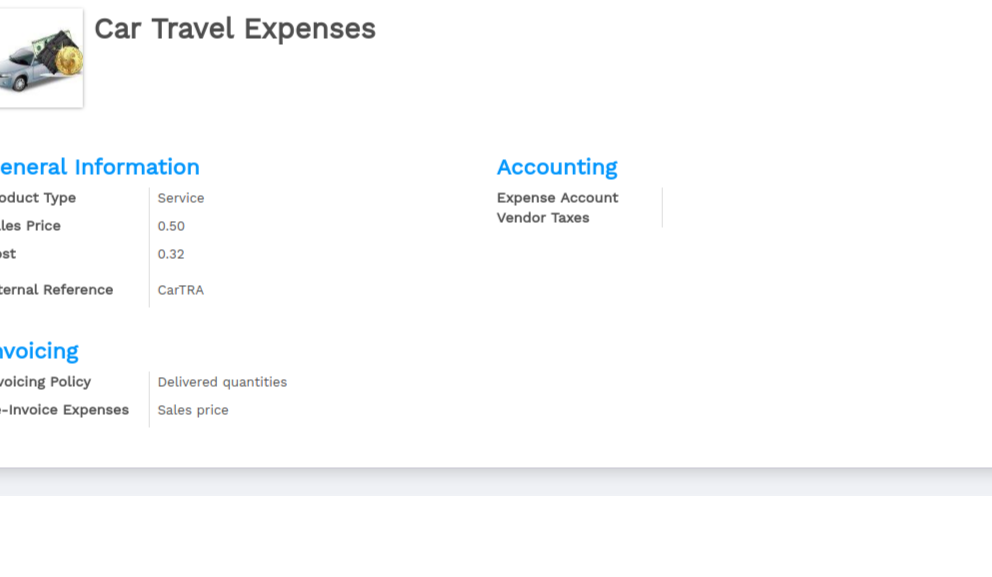 Car Travel Expenses
eneral Information
oduct Type Service
les Price 0.50
ost 0.32
ternal Reference CarTRA
Accounting
Expense Account
Vendor Taxes
nvoicing
voicing Policy Delivered quantities
e-Invoice Expenses Sales price